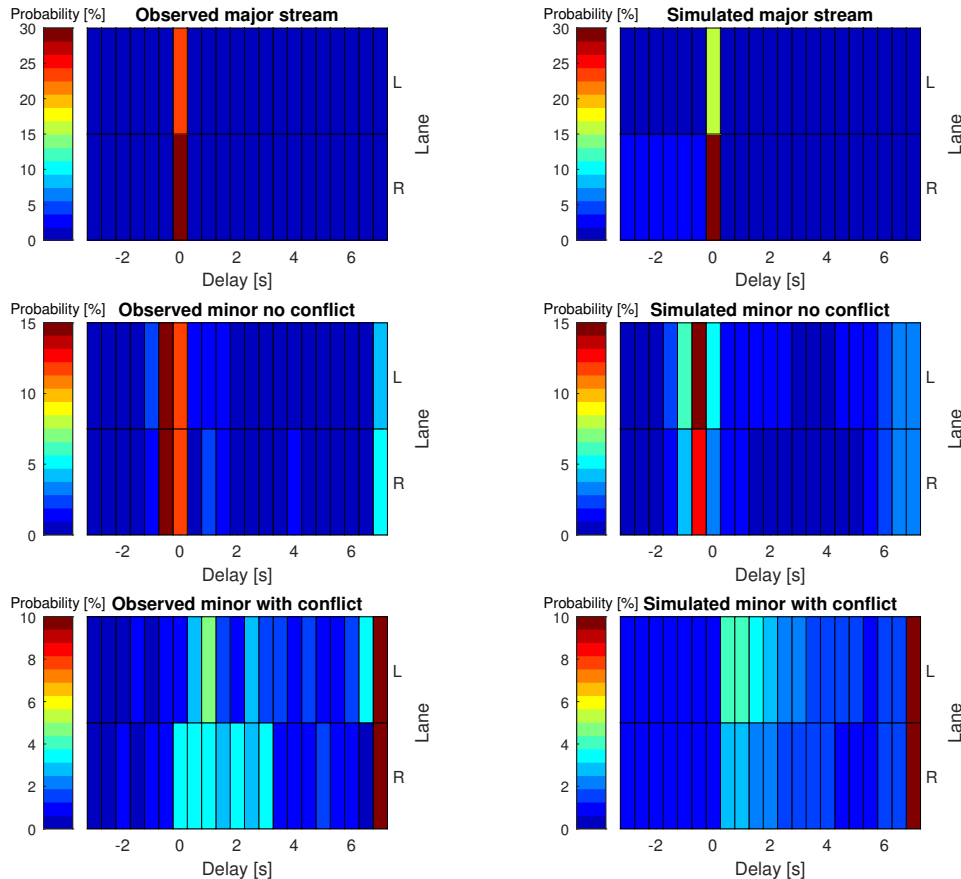 Probability [%] Observed major stream
30
25
20
15
10
5
0
L
R
Lane
-2 0 2 4 6
Delay [s]
Probability [%] Simulated major stream
30
25
20
15
10
5
0
L
R
Lane
-2 0 2 4 6
Delay [s]
Probability [%] Observed minor no conflict
15
10
5
0
L
R
Lane
-2 0 2 4 6
Delay [s]
Probability [%] Simulated minor no conflict
15
10
5
0
L
R
Lane
-2 0 2 4 6
Delay [s]
Probability [%] Observed minor with conflict
10
8
6
4
2
0
L
R
Lane
-2 0 2 4 6
Delay [s]
Probability [%] Simulated minor with conflict
10
8
6
4
2
0
L
R
Lane
-2 0 2 4 6
Delay [s]